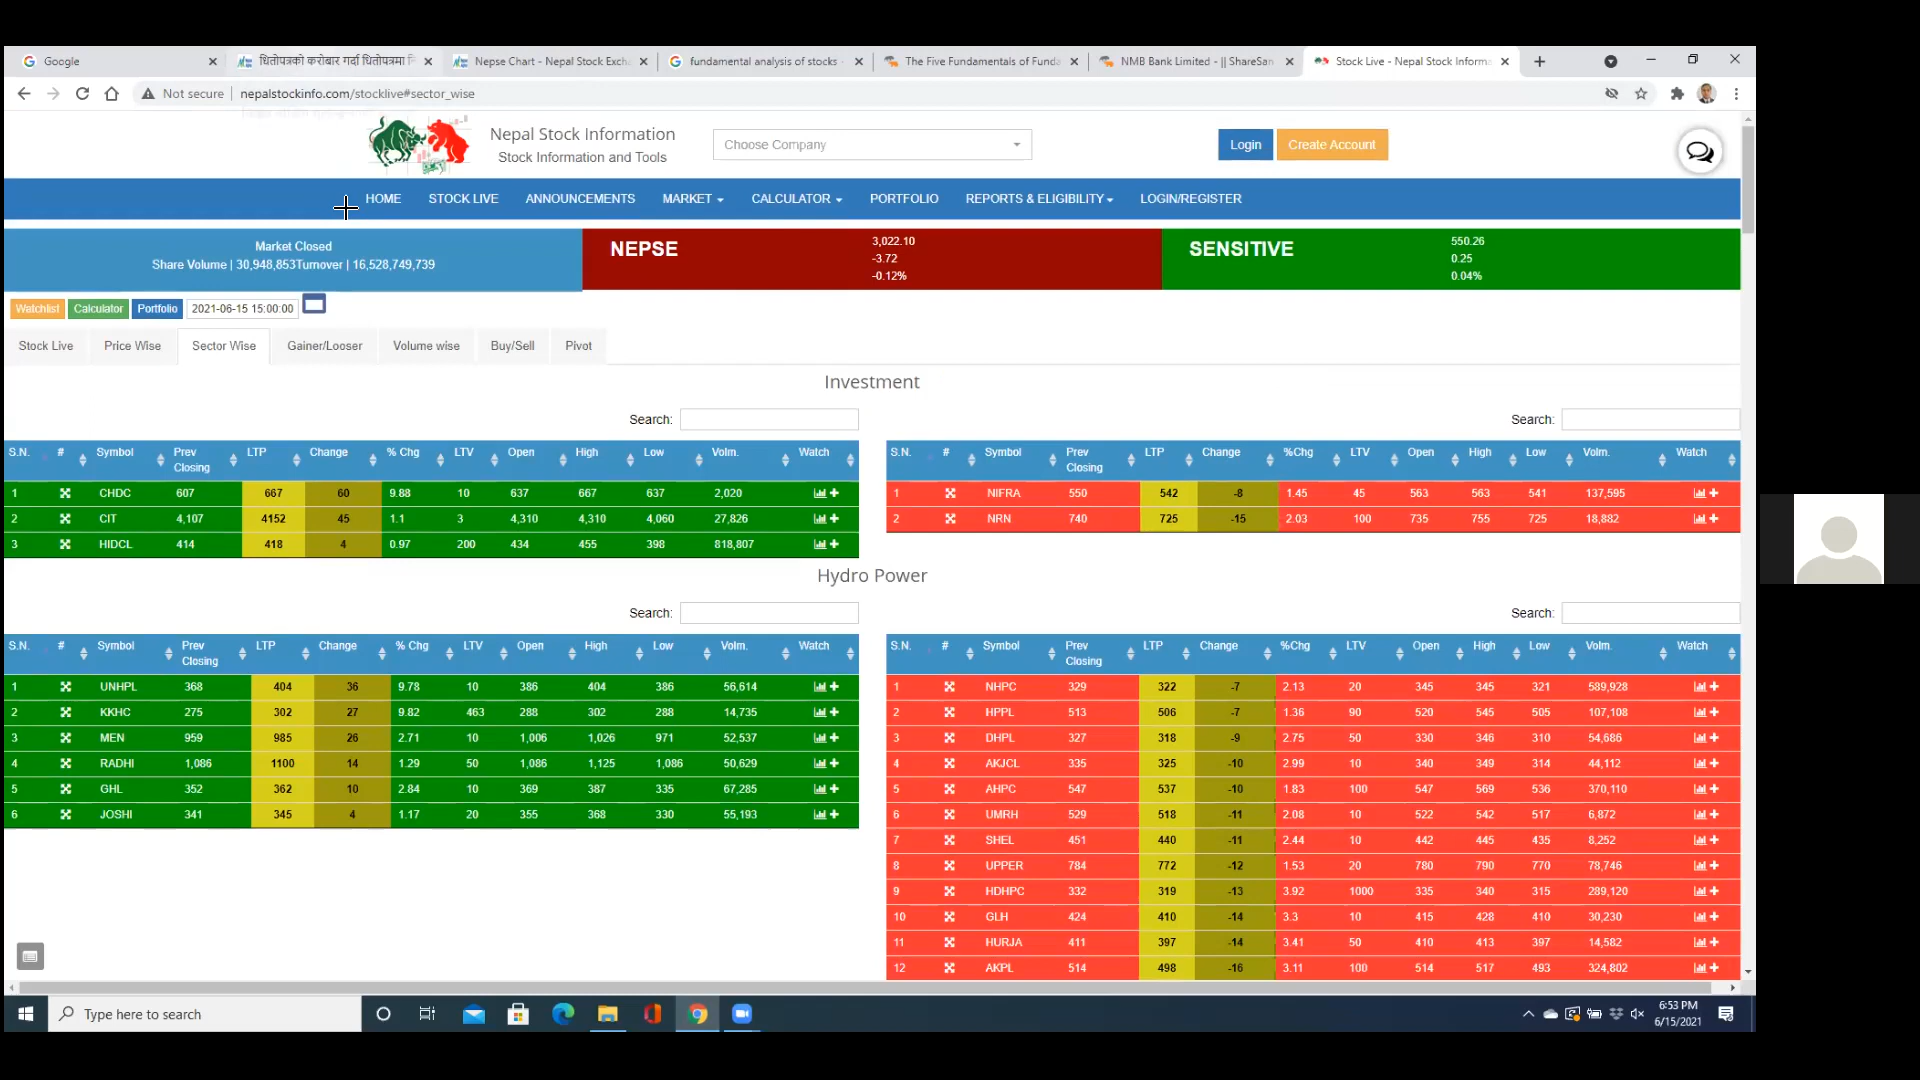 Google
धितोपत्रको कारोबार गर्दा धितोपत्रमा
Nepse Chart - Nepal Stock Exch
fundamental analysis of stocks
The Five Fundamentals of Funda
NMB Bank Limited - || ShareSan
Stock Live - Nepal Stock Informa
Not secure
nepalstockinfo.com/stocklive#sector_wise
Nepal Stock Information
Stock Information and Tools
Choose Company
Login
Create Account
HOME STOCK LIVE ANNOUNCEMENTS MARKET CALCULATOR PORTFOLIO REPORTS & ELIGIBILITY LOGIN/REGISTER
Market Closed
Share Volume | 30,948,853Turnover | 16,528,749,739
NEPSE
3,022.10
-3.72
-0.12%
SENSITIVE
550.26
0.25
0.04%
Watchlist Calculator Portfolio 2021-06-15 15:00:00
Stock Live Price Wise Sector Wise Gainer/Looser Volume wise Buy/Sell Pivot
Investment
Search:
S.N. # Symbol Prev Closing LTP Change % Chg LTV Open High Low Volm. Watch
1 CHDC 607 667 60 9.88 10 637 667 637 2,020
2 CIT 4,107 4152 45 1.1 3 4,310 4,310 4,060 27,826
3 HIDCL 414 418 4 0.97 200 434 455 398 818,807
Search:
S.N. # Symbol Prev Closing LTP Change %Chg LTV Open High Low Volm. Watch
1 NIFRA 550 542 -8 1.45 45 563 563 541 137,595
2 NRN 740 725 -15 2.03 100 735 755 725 18,882
Hydro Power
Search:
S.N. # Symbol Prev Closing LTP Change % Chg LTV Open High Low Volm. Watch
1 UNHPL 368 404 36 9.78 10 386 404 386 56,614
2 KKHC 275 302 27 9.82 463 288 302 288 14,735
3 MEN 959 985 26 2.71 10 1,006 1,026 971 52,537
4 RADHI 1,086 1100 14 1.29 50 1,086 1,125 1,086 50,629
5 GHL 352 362 10 2.84 10 369 387 335 67,285
6 JOSHI 341 345 4 1.17 20 355 368 330 55,193
Search:
S.N. # Symbol Prev Closing LTP Change %Chg LTV Open High Low Volm. Watch
1 NHPC 329 322 -7 2.13 20 345 345 321 589,928
2 HPPL 513 506 -7 1.36 90 520 545 505 107,108
3 DHPL 327 318 -9 2.75 50 330 346 310 54,686
4 AKJCL 335 325 -10 2.99 10 340 349 314 44,112
5 AHPC 547 537 -10 1.83 100 547 569 536 370,110
6 UMRH 529 518 -11 2.08 10 522 542 517 6,872
7 SHEL 451 440 -11 2.44 10 442 445 435 8,252
8 UPPER 784 772 -12 1.53 20 780 790 770 78,746
9 HDHPC 332 319 -13 3.92 1000 335 340 315 289,120
10 GLH 424 410 -14 3.3 10 415 428 410 30,230
11 HURJA 411 397 -14 3.41 50 410 413 397 14,582
12 AKPL 514 498 -16 3.11 100 514 517 493 324,802
Type here to search
6:53 PM
6/15/2021